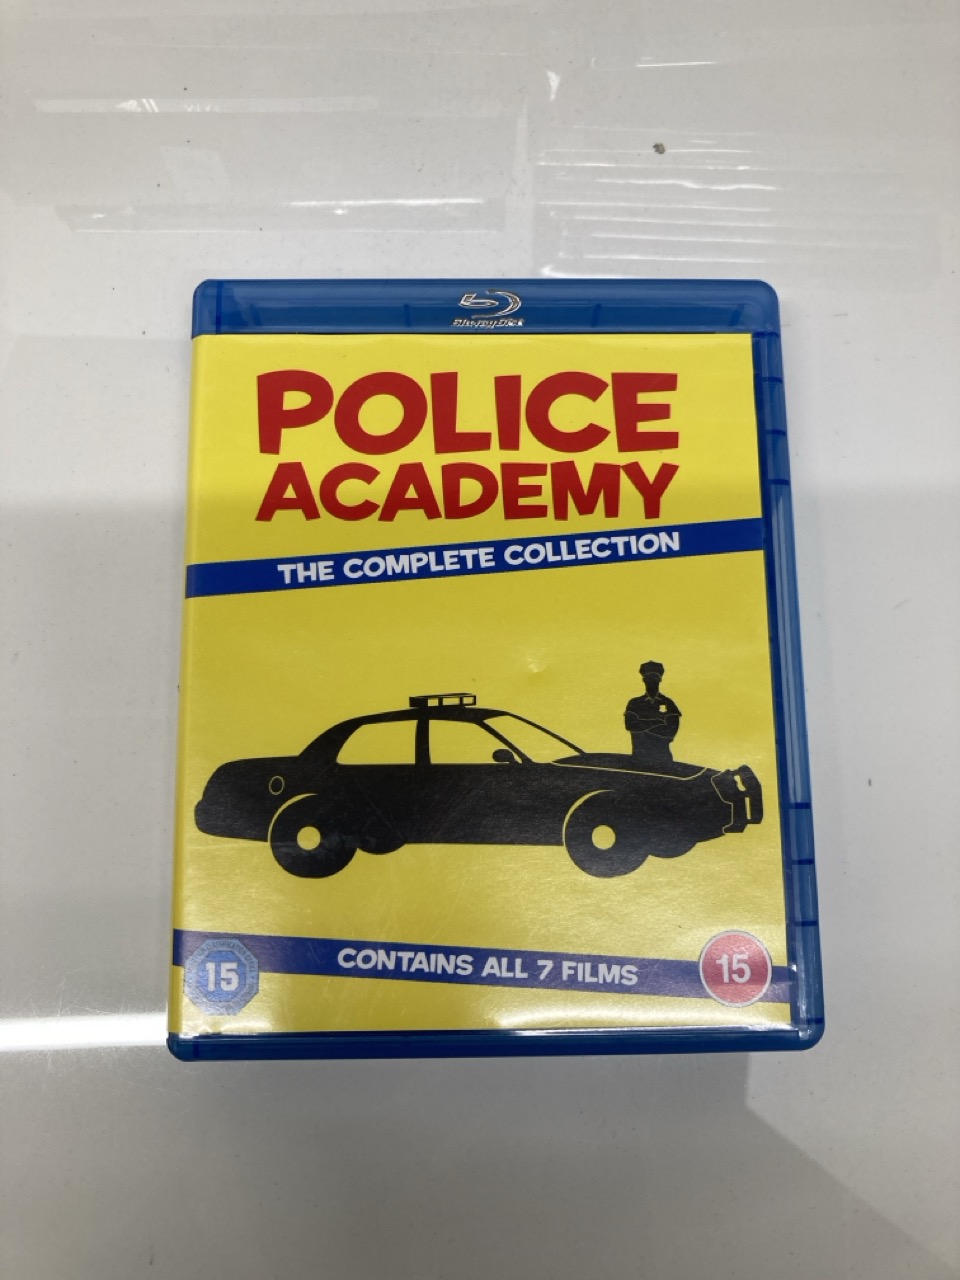 Blu-ray Disc
POLICE
ACADEMY
THE COMPLETE COLLECTION
CONTAINS ALL 7 FILMS
15
15